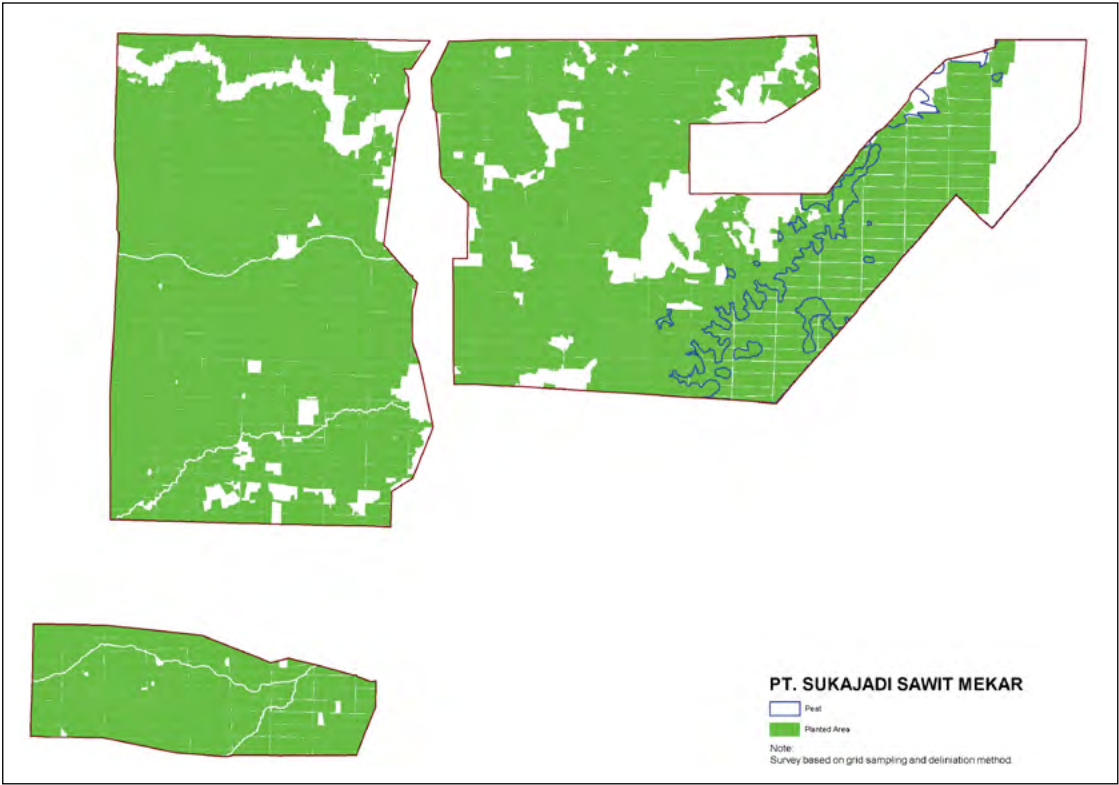 PT. SUKAJADI SAWIT MEKAR
Peat
Planted Area
Note:
Survey based on grid sampling and deliniation method.